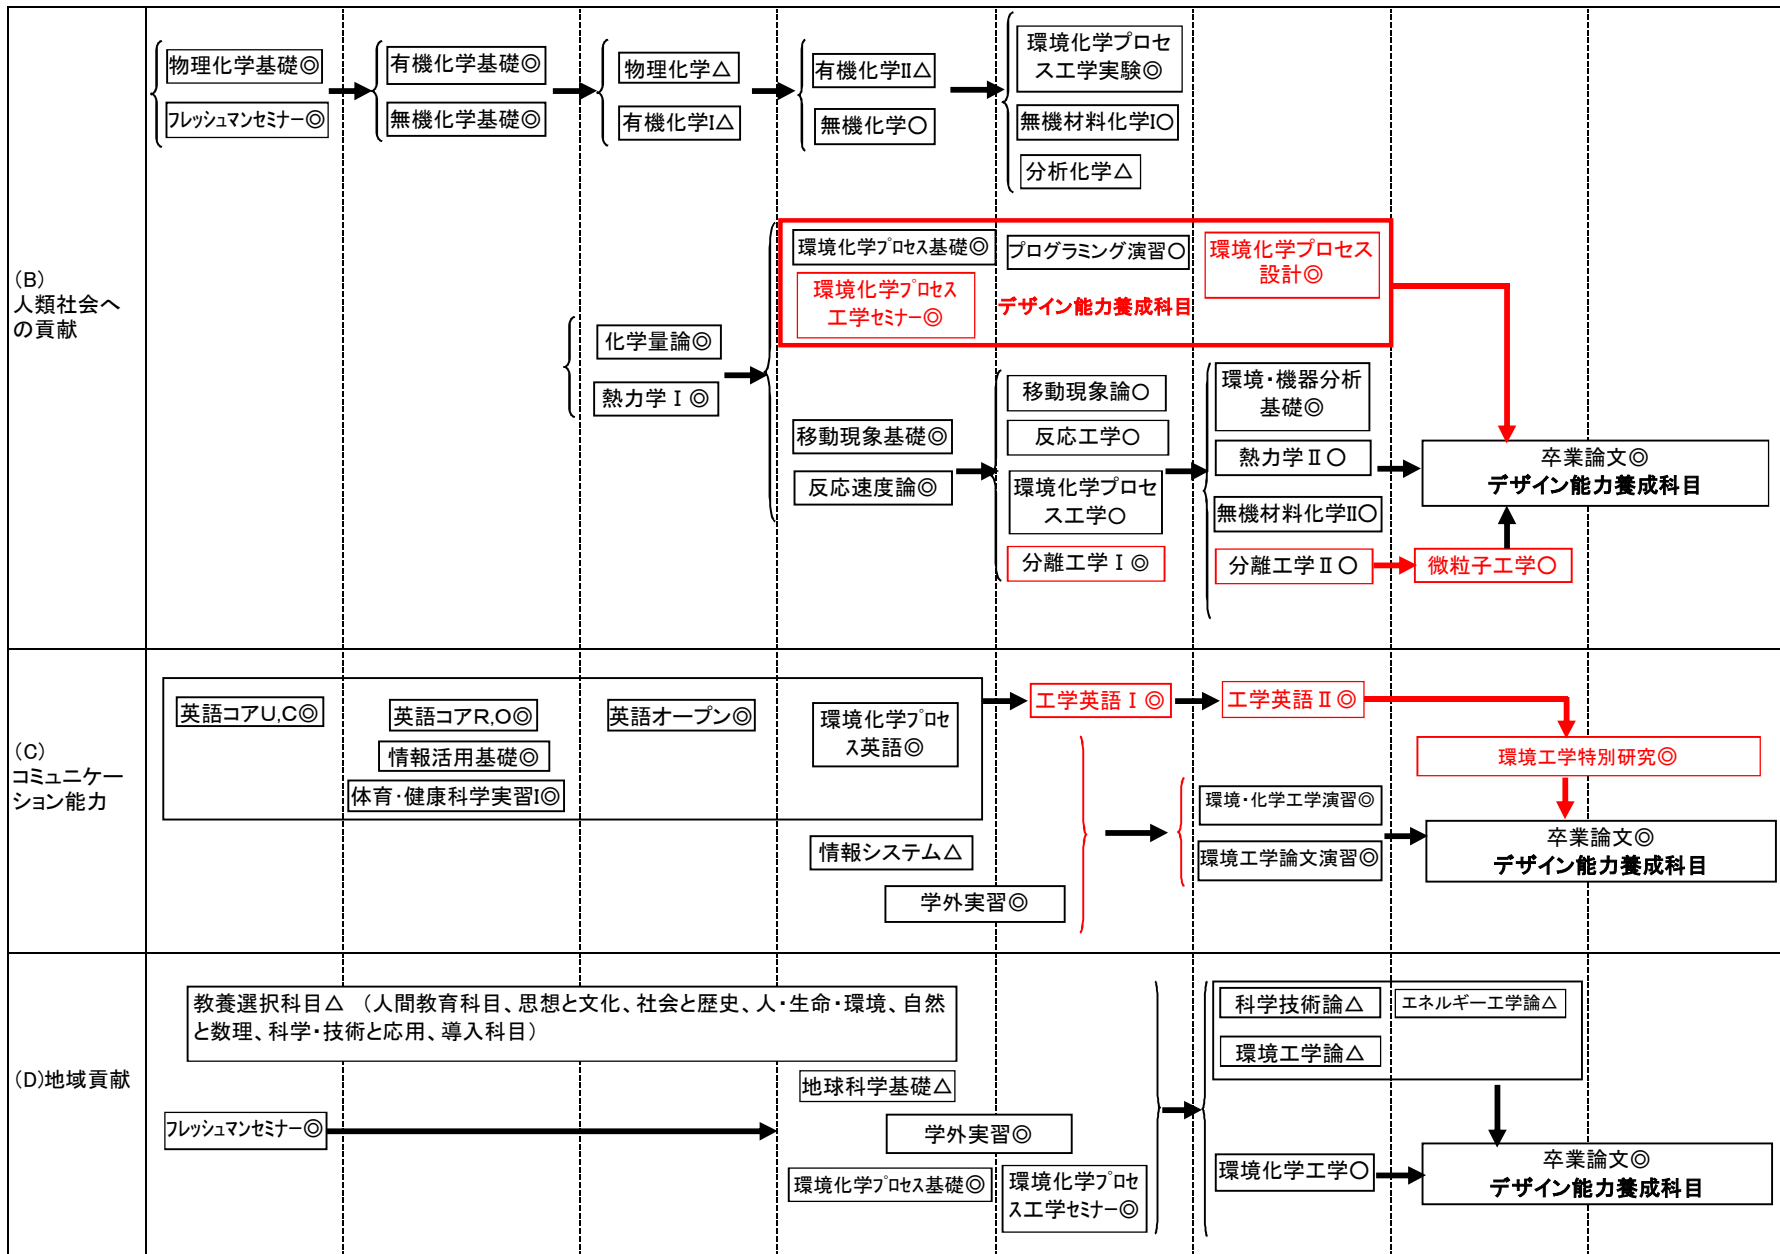 (B)
人類社会へ
の貢献
物理化学基礎◎
フレッシュマンセミナー◎
有機化学基礎◎
無機化学基礎◎
物理化学△
有機化学I△
有機化学II△
無機化学〇
環境化学プロセ
ス工学実験◎
無機材料化学I〇
分析化学△
環境化学プロセス基礎◎
環境化学プロセス
工学セミナー◎
プログラミング演習〇
デザイン能力養成科目
環境化学プロセス
設計◎
化学量論◎
熱力学Ⅰ◎
移動現象基礎◎
反応速度論◎
移動現象論〇
反応工学〇
環境化学プロセ
ス工学〇
分離工学Ⅰ◎
環境・機器分析
基礎◎
熱力学Ⅱ〇
無機材料化学II〇
分離工学Ⅱ〇
微粒子工学〇
卒業論文◎
デザイン能力養成科目
(C)
コミュニケー
ション能力
英語コアU,C◎
英語コアR,O◎
情報活用基礎◎
体育・健康科学実習I◎
英語オープン◎
環境化学プロセ
ス英語◎
情報システム△
学外実習◎
工学英語Ⅰ◎
工学英語Ⅱ◎
環境・化学工学演習◎
環境工学論文演習◎
環境工学特別研究◎
卒業論文◎
デザイン能力養成科目
(D)地域貢献
教養選択科目△ (人間教育科目、思想と文化、社会と歴史、人・生命・環境、自然
と数理、科学・技術と応用、導入科目)
フレッシュマンセミナー◎
地球科学基礎△
学外実習◎
環境化学プロセス基礎◎
環境化学プロセ
ス工学セミナー◎
科学技術論△
エネルギー工学論△
環境工学論△
環境化学工学〇
卒業論文◎
デザイン能力養成科目